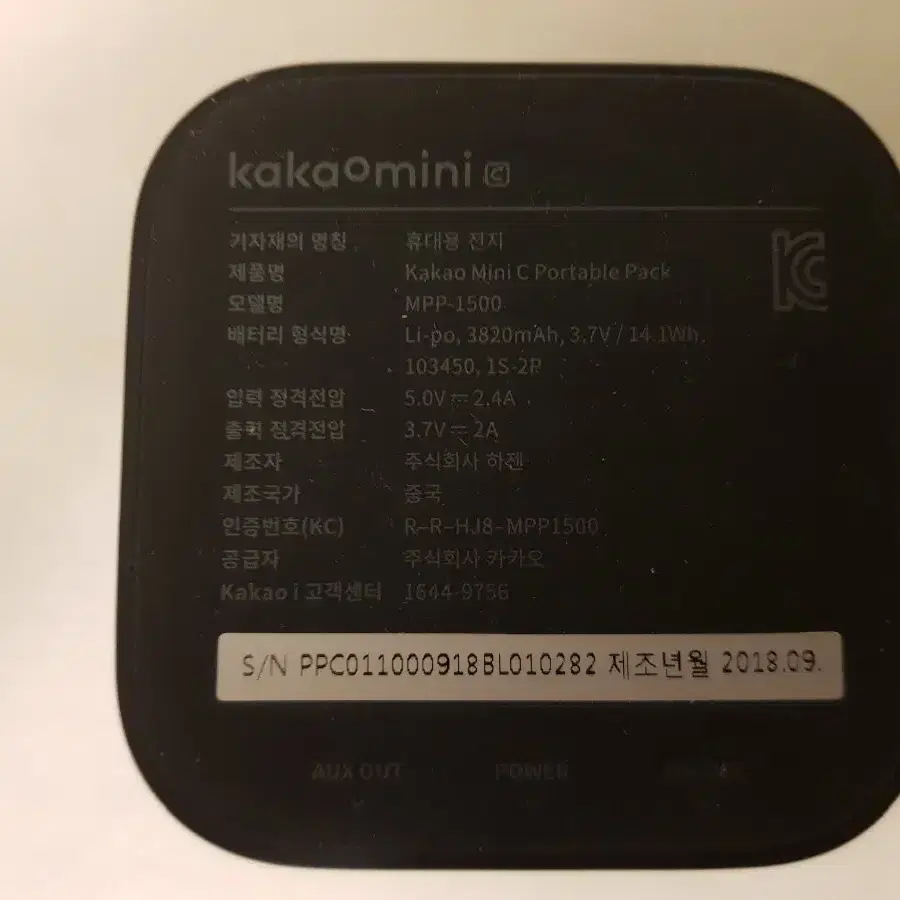 kakaomini C
기자재의 명칭 휴대용 전지
제품명 Kakao Mini C Portable Pack
모델명 MPP-1500
배터리 형식명 Li-po, 3820mAh, 3.7V / 14.1Wh,
103450, 1S-2P
입력 정격전압 5.0V ⎓ 2.4A
출력 정격전압 3.7V ⎓ 2A
제조자 주식회사 하젠
제조국가 중국
인증번호(KC) R-R-HJ8-MPP1500
공급자 주식회사 카카오
Kakao i 고객센터 1644-9756
S/N PPC011000918BL010282 제조년월 2018.09.
AUX OUT POWER